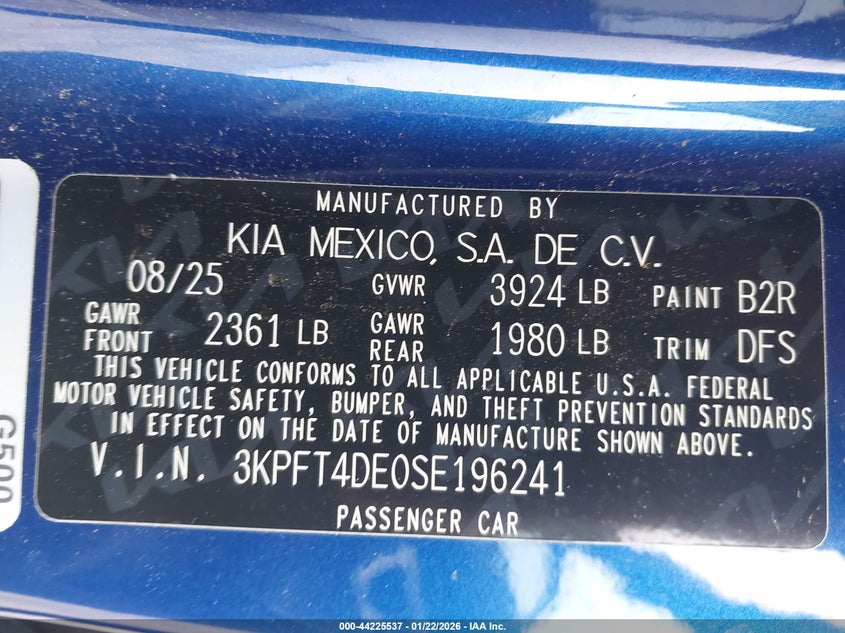 MANUFACTURED BY
KIA MEXICO, S.A. DE C.V.
08/25 GVWR 3924 LB PAINT B2R
GAWR FRONT 2361 LB GAWR REAR 1980 LB TRIM DFS
THIS VEHICLE CONFORMS TO ALL APPLICABLE U.S.A. FEDERAL
MOTOR VEHICLE SAFETY, BUMPER, AND THEFT PREVENTION STANDARDS
IN EFFECT ON THE DATE OF MANUFACTURE SHOWN ABOVE.
V.I.N. 3KPFT4DE0SE196241
PASSENGER CAR
G500
000-44225537 - 01/22/2026 - IAA Inc.